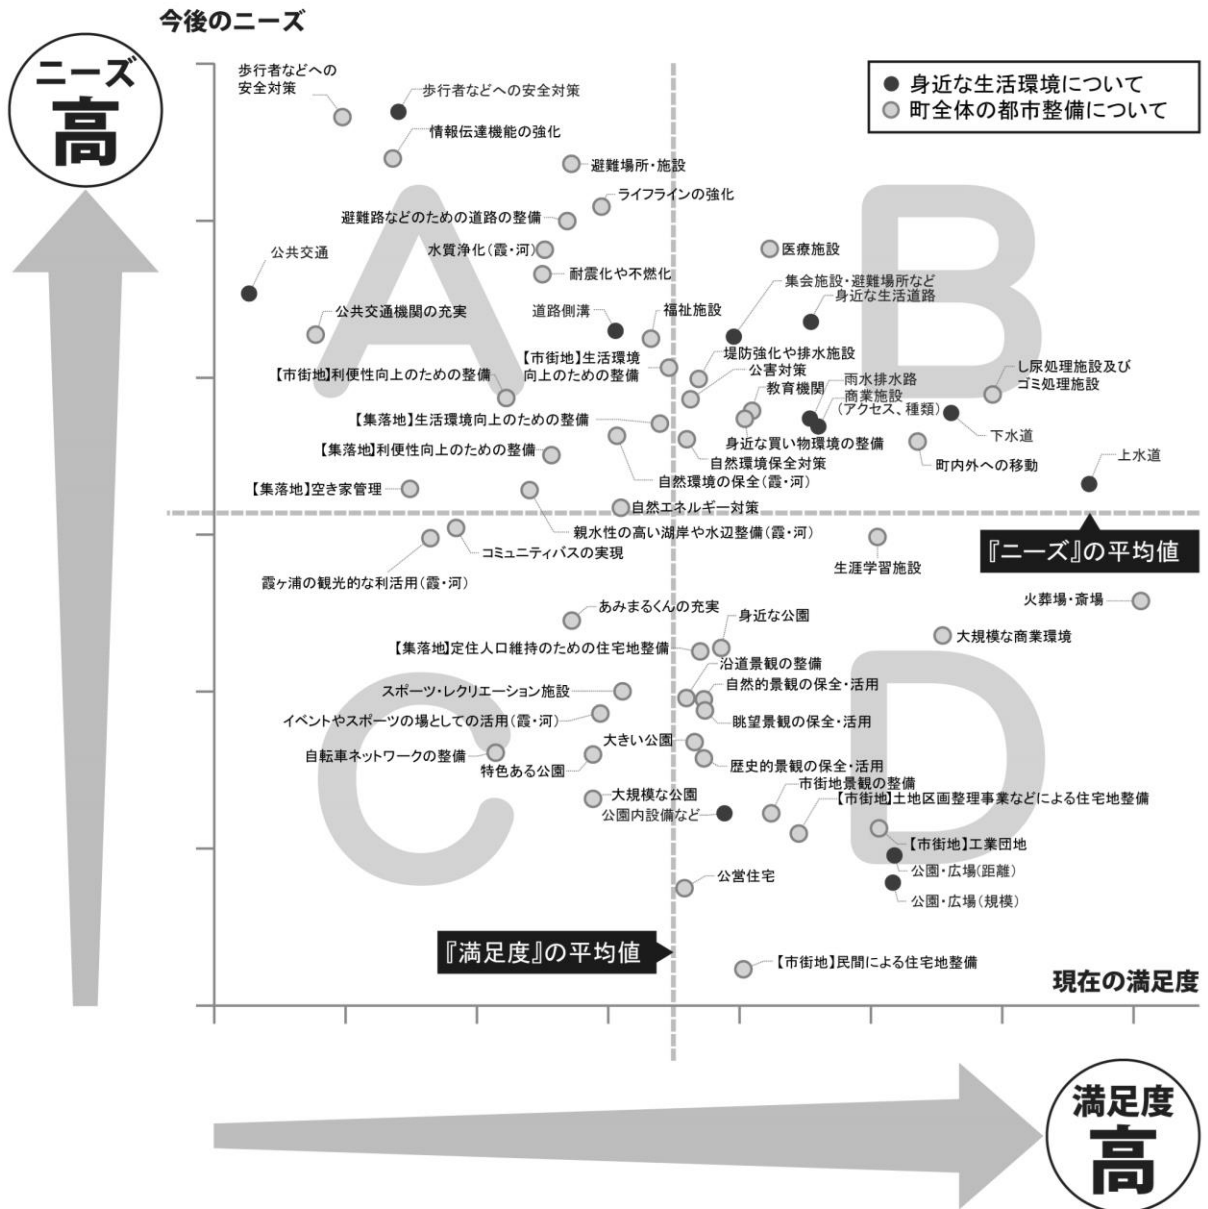 今後のニーズ
ニーズ
高
身近な生活環境について
町全体の都市整備について
歩行者などへの
安全対策
歩行者などへの安全対策
情報伝達機能の強化
避難場所・施設
ライフラインの強化
避難路などのための道路の整備
水質浄化(霞・河)
医療施設
公共交通
耐震化や不燃化
集会施設・避難場所など
身近な生活道路
公共交通機関の充実
道路側溝
福祉施設
【市街地】生活環境
向上のための整備
堤防強化や排水施設
公害対策
し尿処理施設及び
ゴミ処理施設
【市街地】利便性向上のための整備
教育機関
雨水排水路
商業施設
(アクセス、種類)
【集落地】生活環境向上のための整備
下水道
身近な買い物環境の整備
【集落地】利便性向上のための整備
自然環境保全対策
町内外への移動
上水道
自然環境の保全(霞・河)
【集落地】空き家管理
自然エネルギー対策
A
B
親水性の高い湖岸や水辺整備(霞・河)
コミュニティバスの実現
『ニーズ』の平均値
生涯学習施設
霞ヶ浦の観光的な利活用(霞・河)
火葬場・斎場
あみまるくんの充実
身近な公園
大規模な商業環境
【集落地】定住人口維持のための住宅地整備
沿道景観の整備
スポーツ・レクリエーション施設
自然的景観の保全・活用
イベントやスポーツの場としての活用(霞・河)
眺望景観の保全・活用
大きい公園
自転車ネットワークの整備
特色ある公園
歴史的景観の保全・活用
市街地景観の整備
大規模な公園
【市街地】土地区画整理事業などによる住宅地整備
公園内設備など
【市街地】工業団地
公園・広場(距離)
公営住宅
公園・広場(規模)
C
D
『満足度』の平均値
【市街地】民間による住宅地整備
現在の満足度
満足度
高